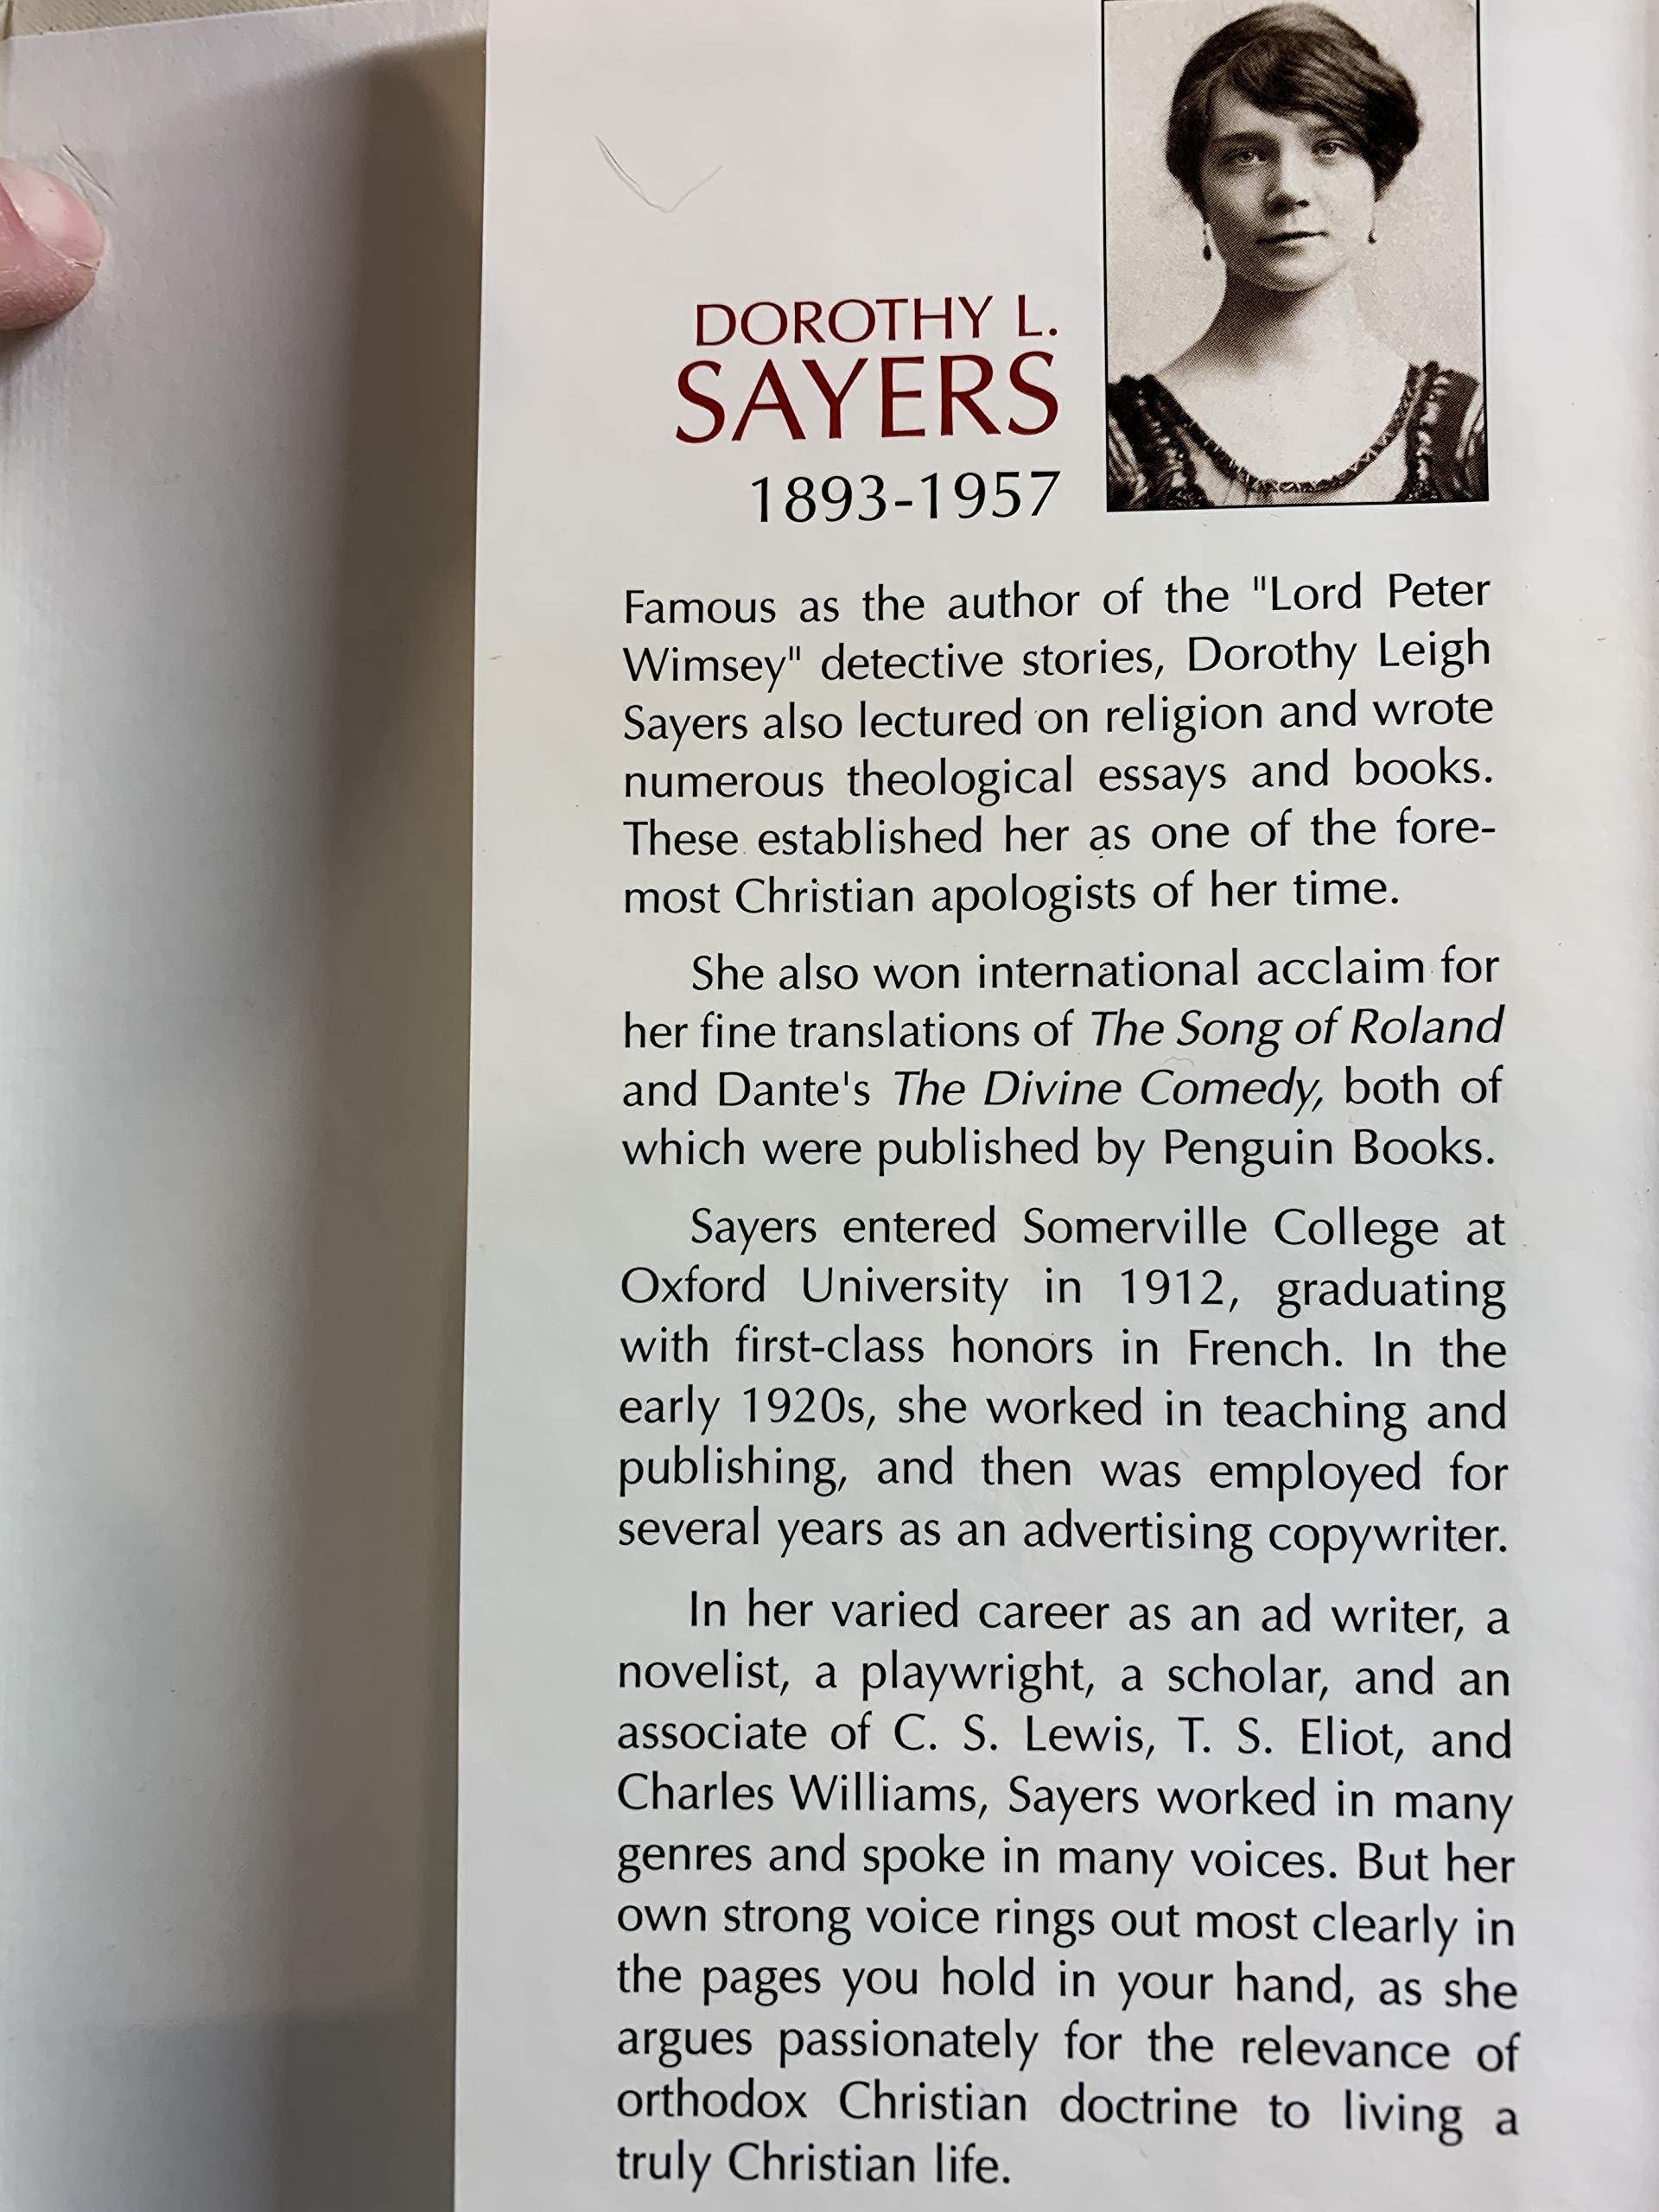 DOROTHY L.
SAYERS
1893-1957
Famous as the author of the "Lord Peter
Wimsey" detective stories, Dorothy Leigh
Sayers also lectured on religion and wrote
numerous theological essays and books.
These established her as one of the fore-
most Christian apologists of her time.
She also won international acclaim for
her fine translations of The Song of Roland
and Dante's The Divine Comedy, both of
which were published by Penguin Books.
Sayers entered Somerville College at
Oxford University in 1912, graduating
with first-class honors in French. In the
early 1920s, she worked in teaching and
publishing, and then was employed for
several years as an advertising copywriter.
In her varied career as an ad writer, a
novelist, a playwright, a scholar, and an
associate of C. S. Lewis, T. S. Eliot, and
Charles Williams, Sayers worked in many
genres and spoke in many voices. But her
own strong voice rings out most clearly in
the pages you hold in your hand, as she
argues passionately for the relevance of
orthodox Christian doctrine to living a
truly Christian life.